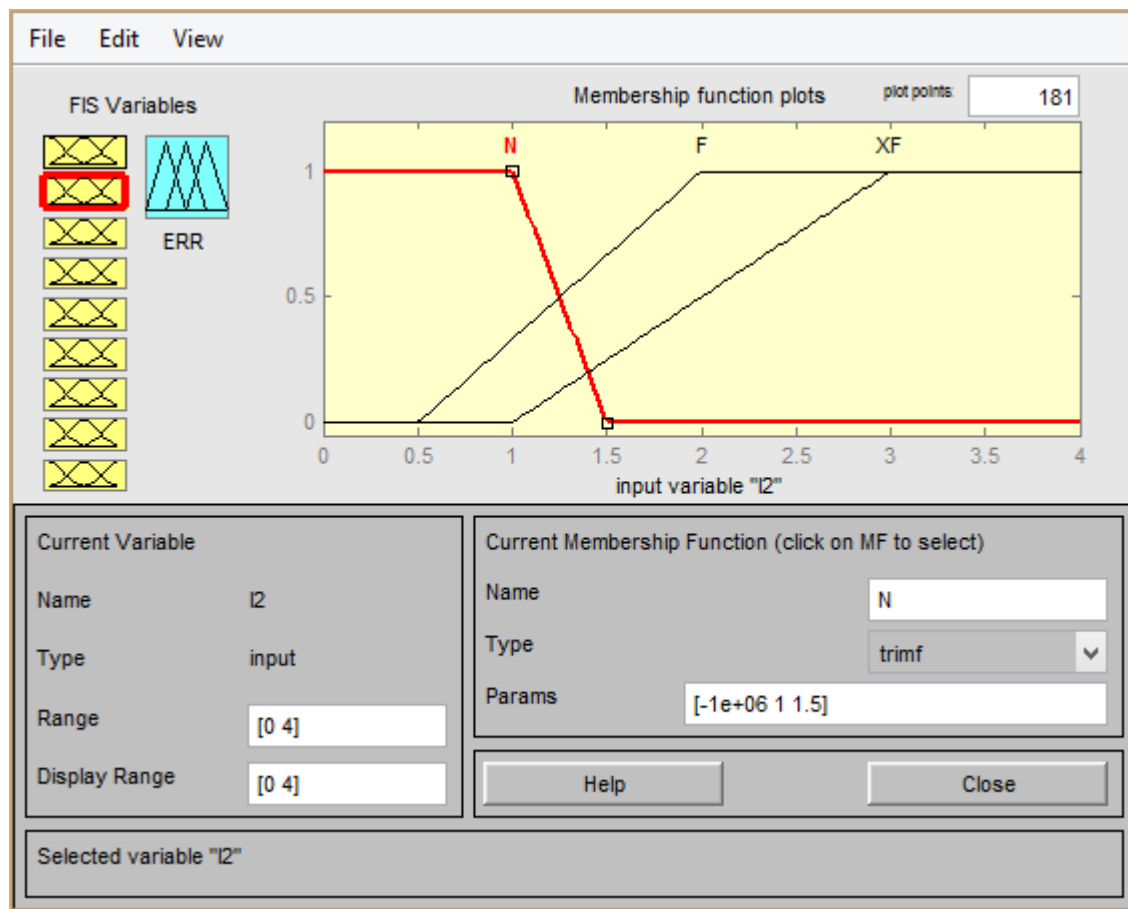 File Edit View
FIS Variables
Membership function plots
plot points:
181
ERR
N F XF
1
0.5
0
0 0.5 1 1.5 2 2.5 3 3.5 4
input variable "I2"
Current Variable
Name I2
Type input
Range [0 4]
Display Range [0 4]
Current Membership Function (click on MF to select)
Name N
Type trimf
Params [-1e+06 1 1.5]
Help Close
Selected variable "I2"